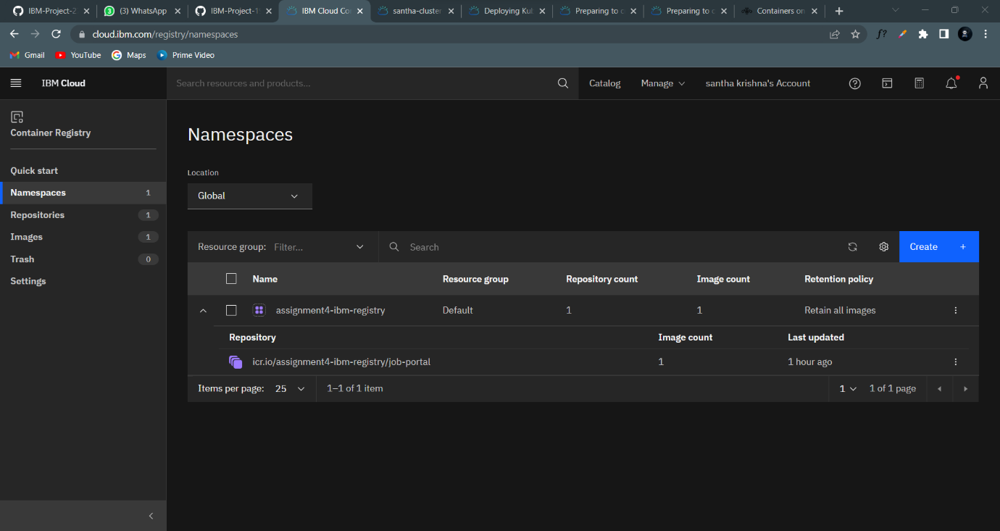 IBM-Project-2
(3) WhatsApp
IBM-Project-1
IBM Cloud Co
santha-cluster
Deploying Ku
Preparing to c
Preparing to c
Containers on
cloud.ibm.com/registry/namespaces
f?
Gmail
YouTube
Maps
Prime Video
IBM Cloud
Search resources and products...
Catalog
Manage
santha krishna's Account
Container Registry
Quick start
Namespaces 1
Repositories 1
Images 1
Trash 0
Settings
Namespaces
Location
Global
Resource group: Filter...
Search
Create +
Name Resource group Repository count Image count Retention policy
assignment4-ibm-registry Default 1 1 Retain all images
Repository Image count Last updated
icr.io/assignment4-ibm-registry/job-portal 1 1 hour ago
Items per page: 25 1–1 of 1 item 1 1 of 1 page